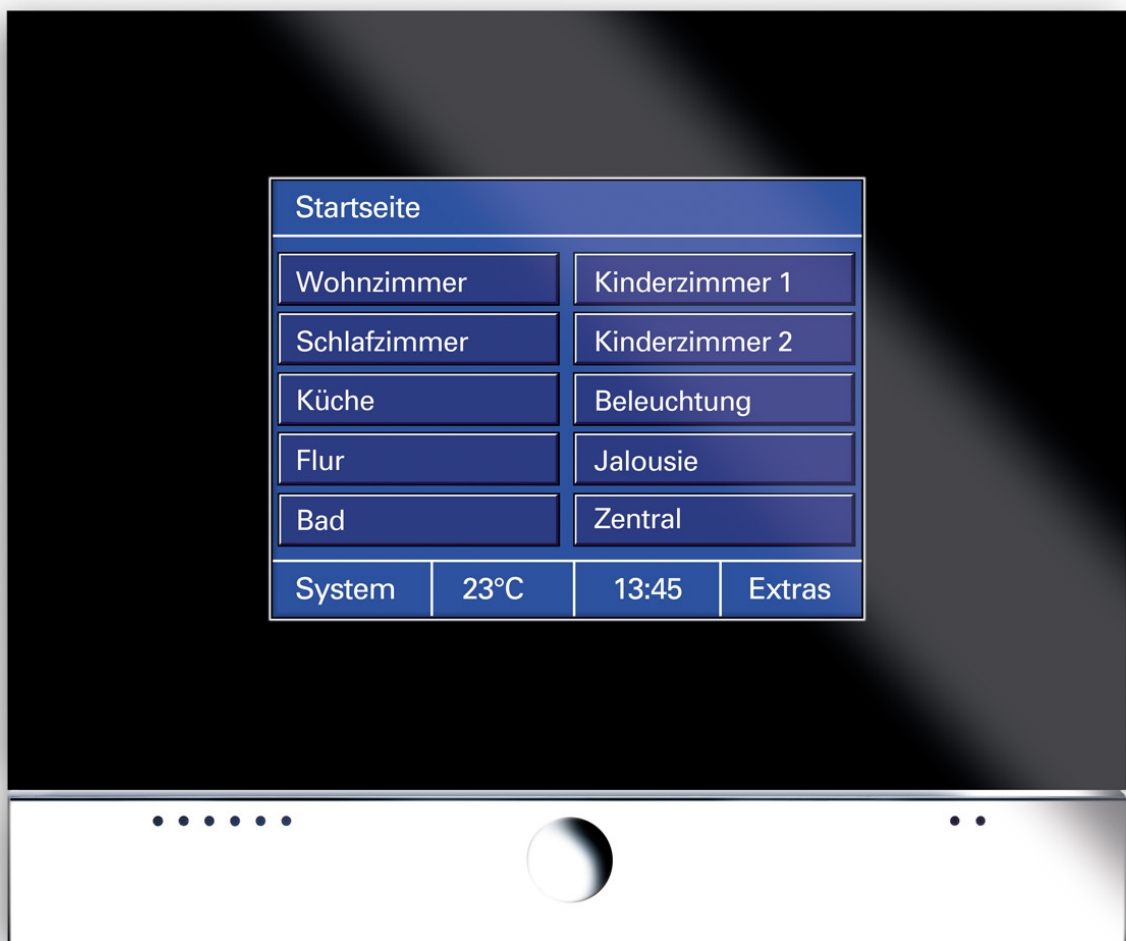 Startseite
Wohnzimmer
Kinderzimmer 1
Schlafzimmer
Kinderzimmer 2
Küche
Beleuchtung
Flur
Jalousie
Bad
Zentral
System 23°C 13:45 Extras